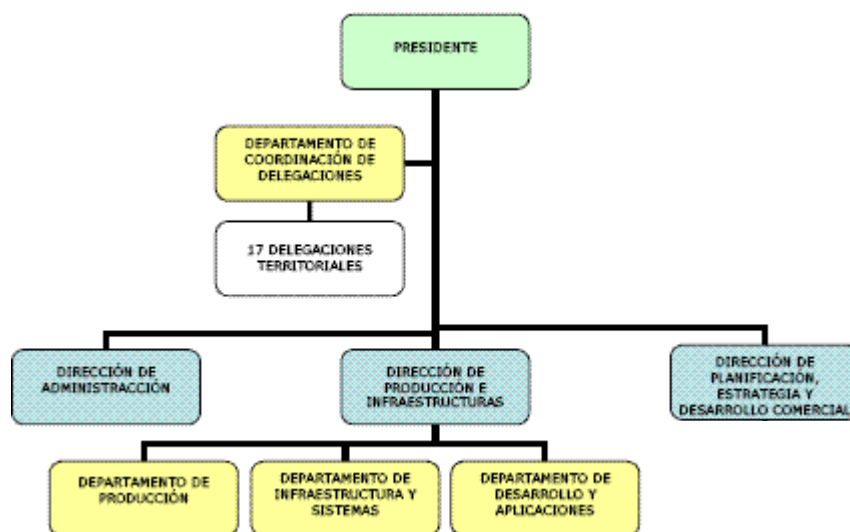 PRESIDENTE
DEPARTAMENTO DE
COORDINACIÓN DE
DELEGACIONES
17 DELEGACIONES
TERRITORIALES
DIRECCIÓN DE
ADMINISTRACCIÓN
DIRECCIÓN DE
PRODUCCIÓN E
INFRAESTRUCTURAS
DIRECCIÓN DE
PLANIFICACIÓN,
ESTRATEGIA Y
DESARROLLO COMERCIAL
DEPARTAMENTO DE
PRODUCCIÓN
DEPARTAMENTO DE
INFRAESTRUCTURA Y
SISTEMAS
DEPARTAMENTO DE
DESARROLLO Y
APLICACIONES